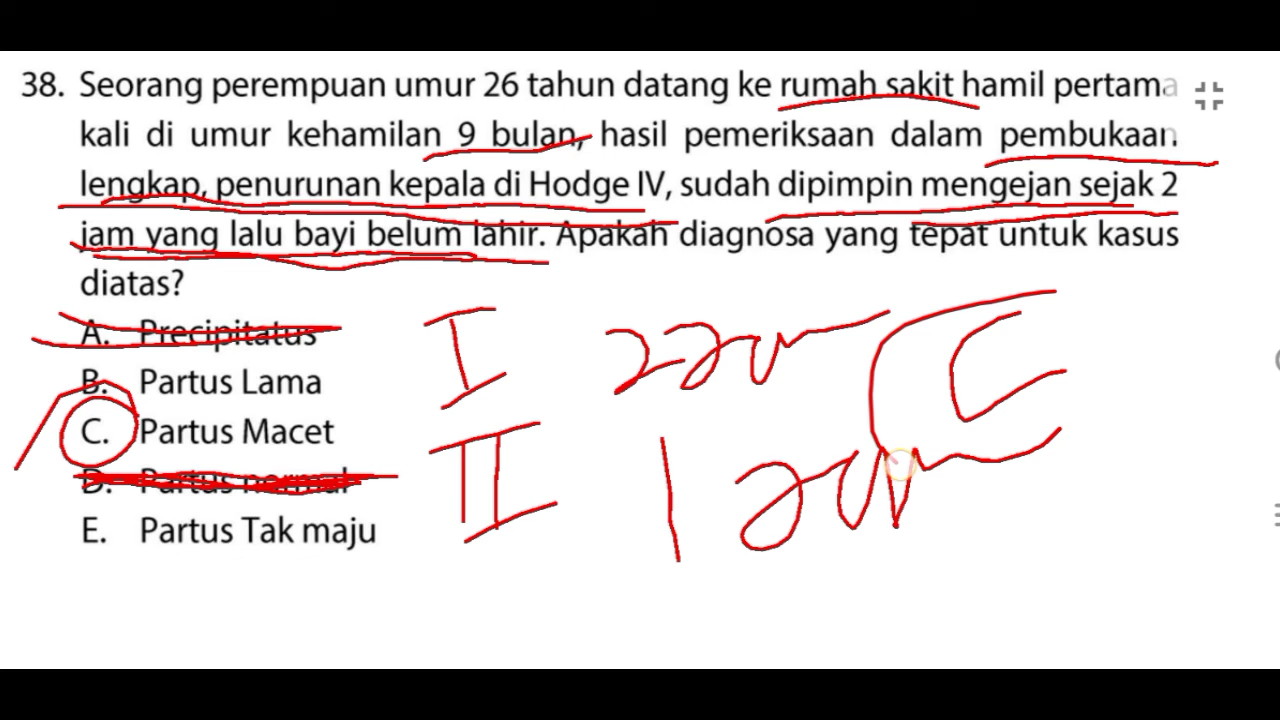 38. Seorang perempuan umur 26 tahun datang ke rumah sakit hamil pertama
kali di umur kehamilan 9 bulan, hasil pemeriksaan dalam pembukaan
lengkap, penurunan kepala di Hodge IV, sudah dipimpin mengejan sejak 2
jam yang lalu bayi belum lahir. Apakah diagnosa yang tepat untuk kasus
diatas?
A. Precipitatus
B. Partus Lama
C. Partus Macet
D. Partus normal
E. Partus Tak maju
I 2 jam
II 1 jam